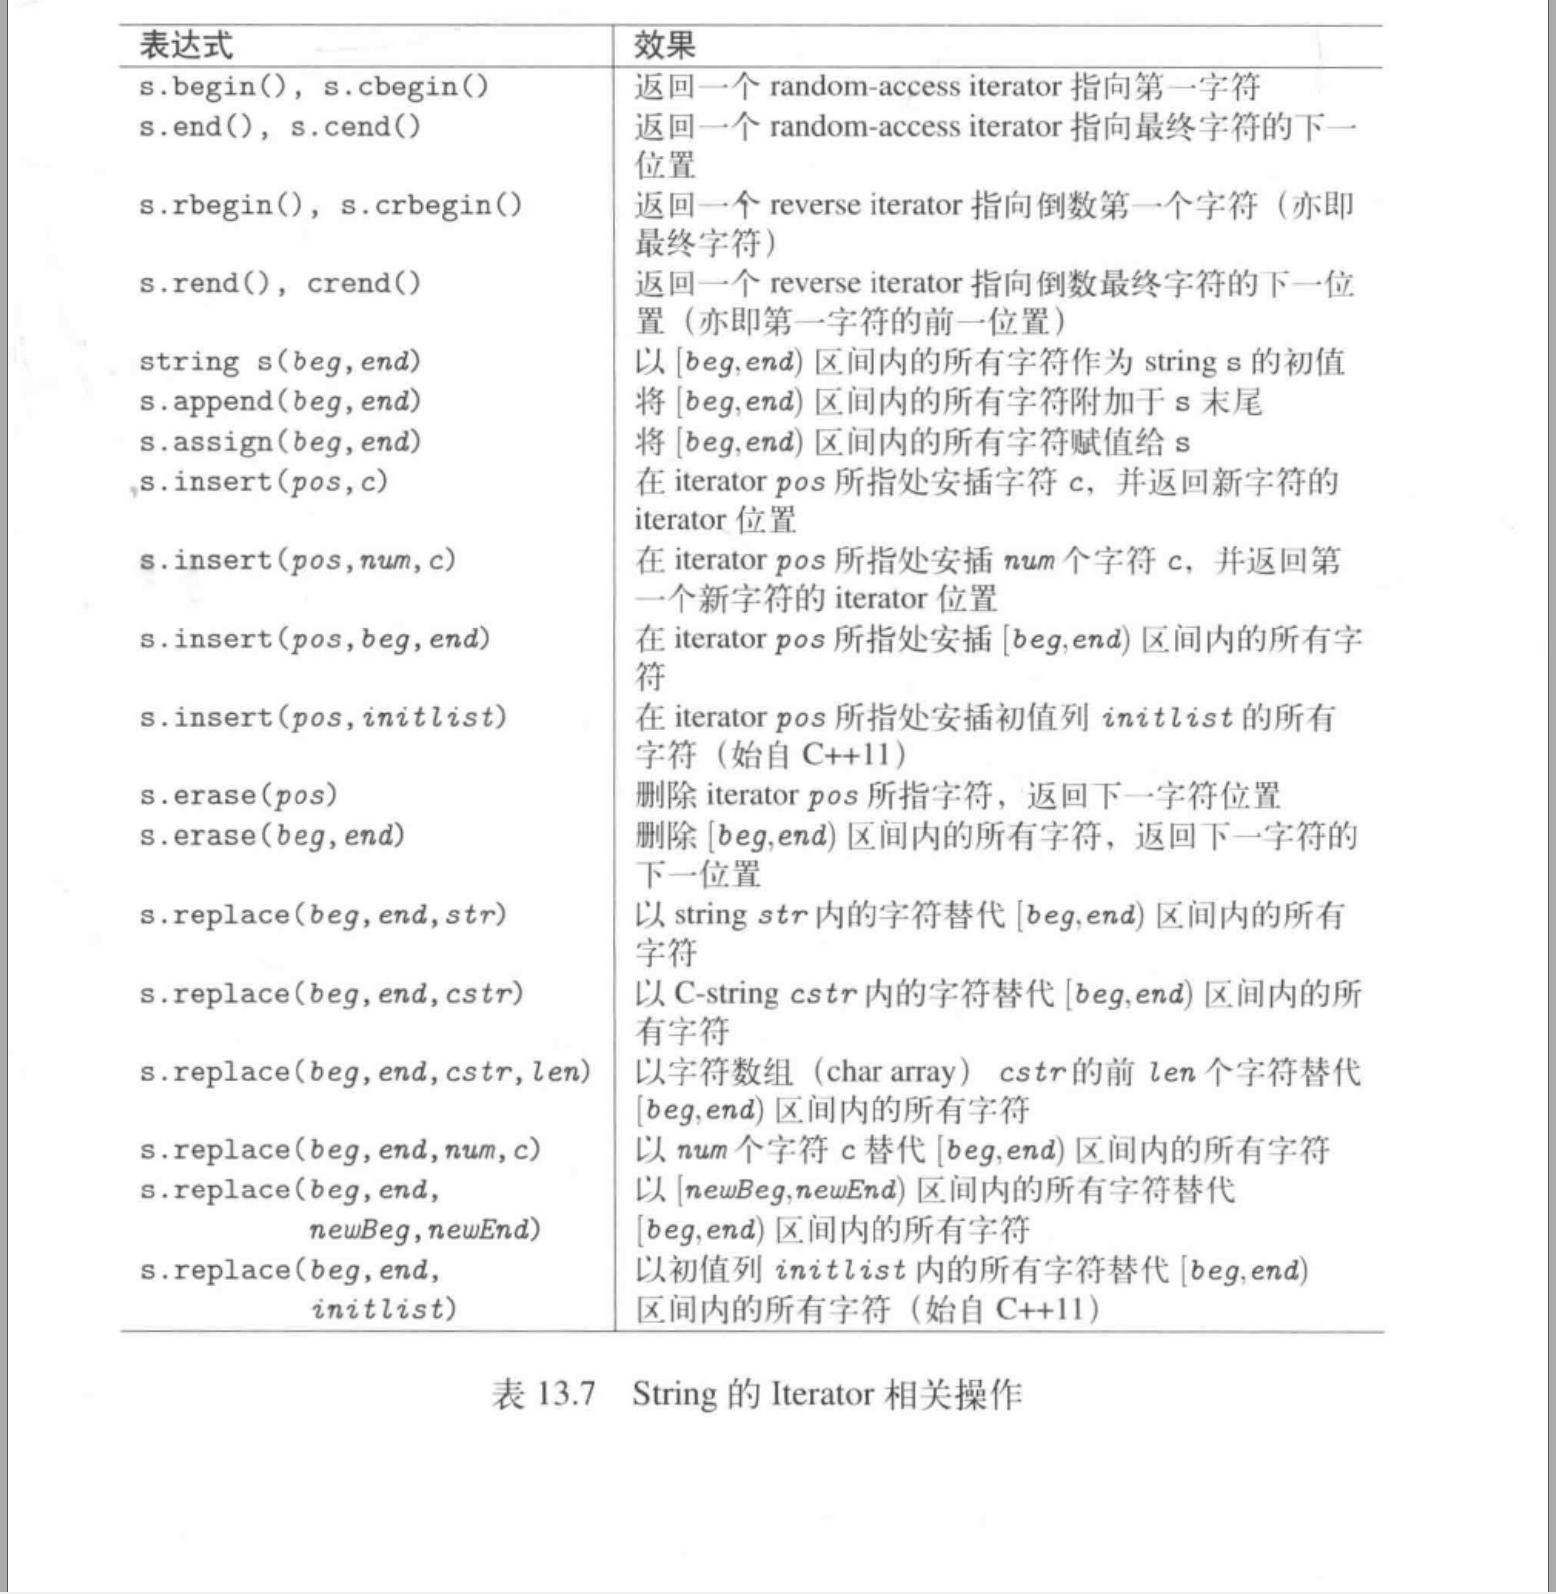 表达式 效果
s.begin(), s.cbegin() 返回一个 random-access iterator 指向第一字符
s.end(), s.cend() 返回一个 random-access iterator 指向最终字符的下一
位置
s.rbegin(), s.crbegin() 返回一个 reverse iterator 指向倒数第一个字符（亦即
最终字符）
s.rend(), crend() 返回一个 reverse iterator 指向倒数最终字符的下一位
置（亦即第一字符的前一位置）
string s(beg,end) 以 [beg,end) 区间内的所有字符作为 string s 的初值
s.append(beg,end) 将 [beg,end) 区间内的所有字符附加于 s 末尾
s.assign(beg,end) 将 [beg,end) 区间内的所有字符赋值给 s
s.insert(pos,c) 在 iterator pos 所指处安插字符 c，并返回新字符的
iterator 位置
s.insert(pos,num,c) 在 iterator pos 所指处安插 num 个字符 c，并返回第
一个新字符的 iterator 位置
s.insert(pos,beg,end) 在 iterator pos 所指处安插 [beg,end) 区间内的所有字
符
s.insert(pos,initlist) 在 iterator pos 所指处安插初值列 initlist 的所有
字符（始自 C++11）
s.erase(pos) 删除 iterator pos 所指字符，返回下一字符位置
s.erase(beg,end) 删除 [beg,end) 区间内的所有字符，返回下一字符的
下一位置
s.replace(beg,end,str) 以 string str 内的字符替代 [beg,end) 区间内的所有
字符
s.replace(beg,end,cstr) 以 C-string cstr 内的字符替代 [beg,end) 区间内的所
有字符
s.replace(beg,end,cstr,len) 以字符数组（char array） cstr 的前 len 个字符替代
[beg,end) 区间内的所有字符
s.replace(beg,end,num,c) 以 num 个字符 c 替代 [beg,end) 区间内的所有字符
s.replace(beg,end, 以 [newBeg,newEnd) 区间内的所有字符替代
newBeg,newEnd) [beg,end) 区间内的所有字符
s.replace(beg,end, 以初值列 initlist 内的所有字符替代 [beg,end)
initlist) 区间内的所有字符（始自 C++11）
表 13.7 String 的 Iterator 相关操作